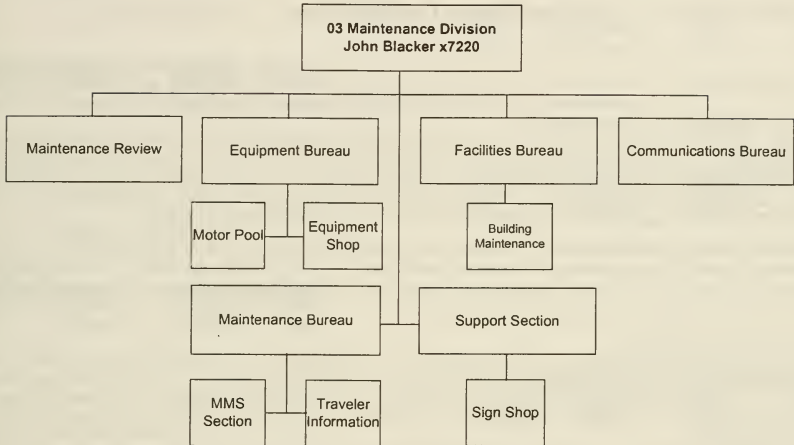 03 Maintenance Division
John Blacker x7220
Maintenance Review
Equipment Bureau
Facilities Bureau
Communications Bureau
Motor Pool
Equipment
Shop
Building
Maintenance
Maintenance Bureau
Support Section
MMS
Section
Traveler
Information
Sign Shop